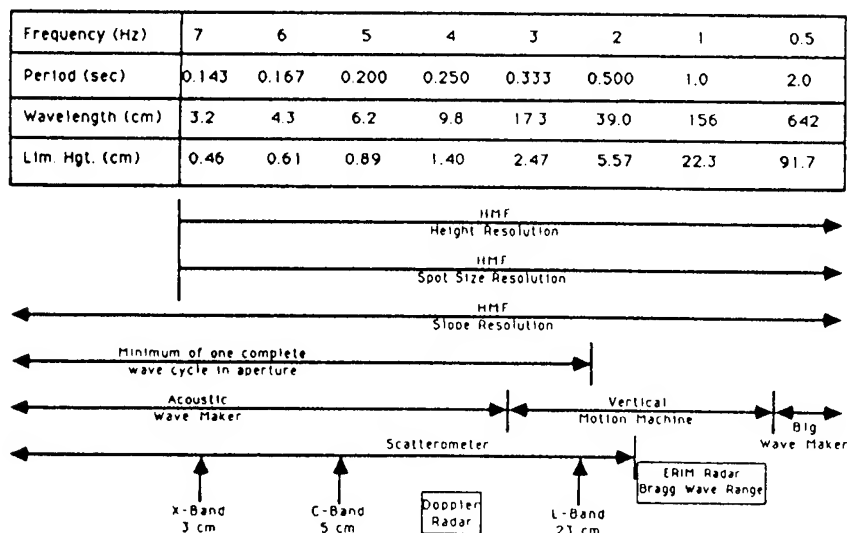 Frequency (Hz) 7 6 5 4 3 2 1 0.5
Period (sec) 0.143 0.167 0.200 0.250 0.333 0.500 1.0 2.0
Wavelength (cm) 3.2 4.3 6.2 9.8 17.3 39.0 156 642
Lim. Hgt. (cm) 0.46 0.61 0.89 1.40 2.47 5.57 22.3 91.7
HMF
Height Resolution
HMF
Spot Size Resolution
HMF
Slope Resolution
Minimum of one complete
wave cycle in aperture
Acoustic
Wave Maker
Vertical
Motion Machine
Big
Wave Maker
Scatterometer
ERIM Radar
Bragg Wave Range
X-Band
3 cm
C-Band
5 cm
Doppler
Radar
L-Band
23 cm